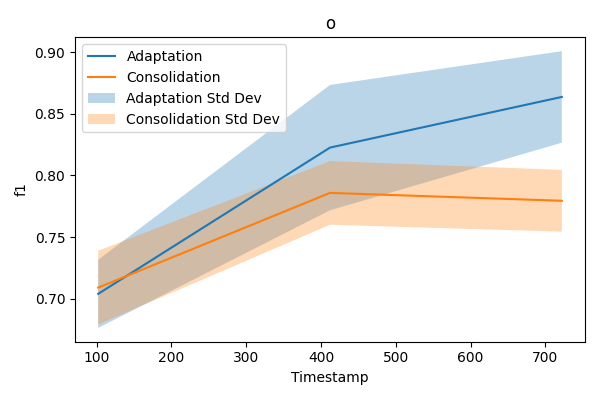 o
Adaptation
Consolidation
Adaptation Std Dev
Consolidation Std Dev
f1
0.90
0.85
0.80
0.75
0.70
100 200 300 400 500 600 700
Timestamp